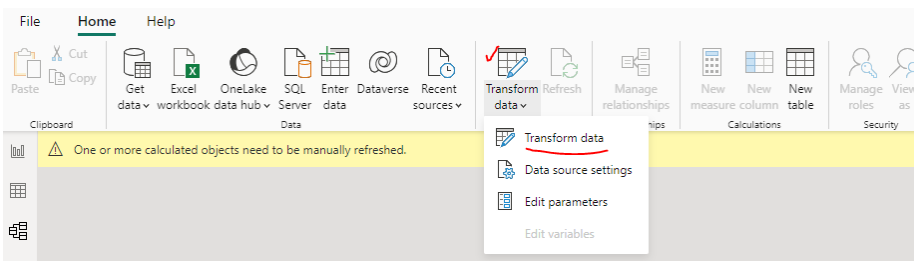 File Home Help
Paste
Cut
Copy
Clipboard
Get data
Excel workbook
OneLake data hub
SQL Server
Enter data
Dataverse
Recent sources
Data
Transform data
Refresh
Manage relationships
New measure
New column
New table
Calculations
Manage roles
View as
Security
One or more calculated objects need to be manually refreshed.
Transform data
Data source settings
Edit parameters
Edit variables